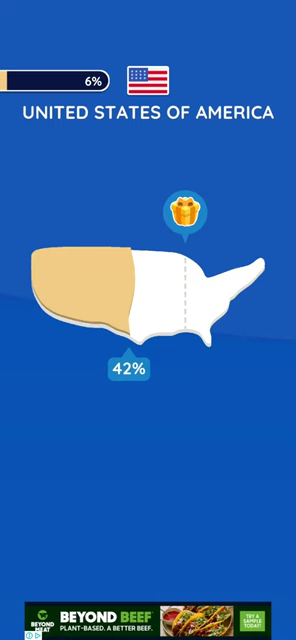 6%
UNITED STATES OF AMERICA
42%
BEYOND MEAT
BEYOND BEEF
PLANT-BASED. A BETTER BEEF.
TRY A
SAMPLE
TODAY!